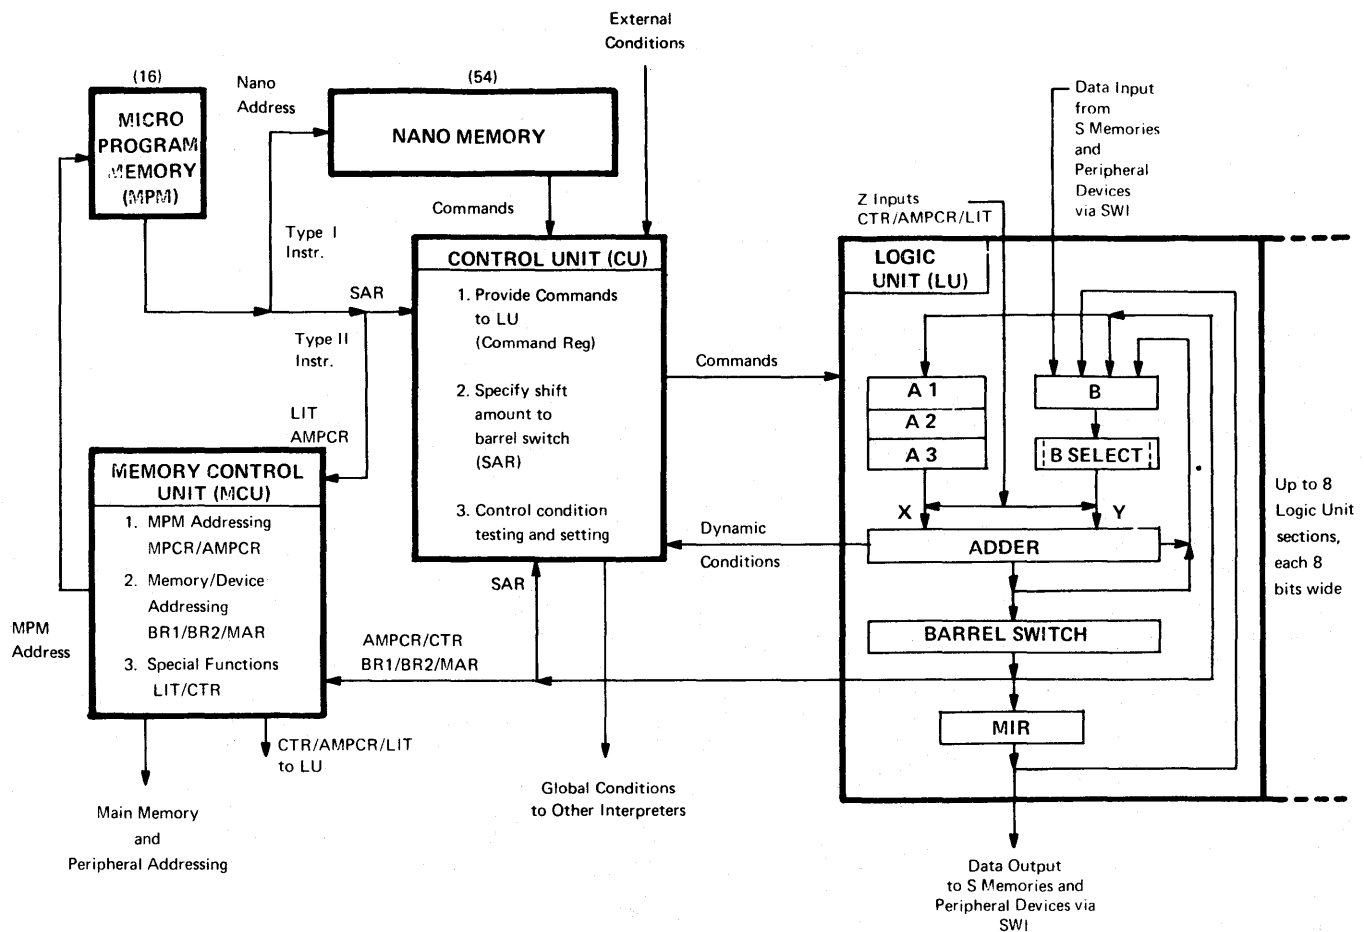 External
Conditions
(16)
(54)
Nano
Address
Data Input
from
S Memories
and
Peripheral
Devices
via SWI
MICRO
PROGRAM
MEMORY
(MPM)
NANO MEMORY
Commands
Z Inputs
CTR/AMPCR/LIT
Type I
Instr.
CONTROL UNIT (CU)
1. Provide Commands
to LU
(Command Reg)
2. Specify shift
amount to
barrel switch
(SAR)
3. Control condition
testing and setting
LOGIC
UNIT (LU)
SAR
Type II
Instr.
Commands
A 1
A 2
A 3
B
B SELECT
LIT
AMPCR
MEMORY CONTROL
UNIT (MCU)
1. MPM Addressing
MPCR/AMPCR
2. Memory/Device
Addressing
BR1/BR2/MAR
3. Special Functions
LIT/CTR
X
Y
Dynamic
Conditions
ADDER
Up to 8
Logic Unit
sections,
each 8
bits wide
SAR
MPM
Address
AMPCR/CTR
BR1/BR2/MAR
BARREL SWITCH
MIR
CTR/AMPCR/LIT
to LU
Global Conditions
to Other Interpreters
Main Memory
and
Peripheral Addressing
Data Output
to S Memories and
Peripheral Devices via
SWI